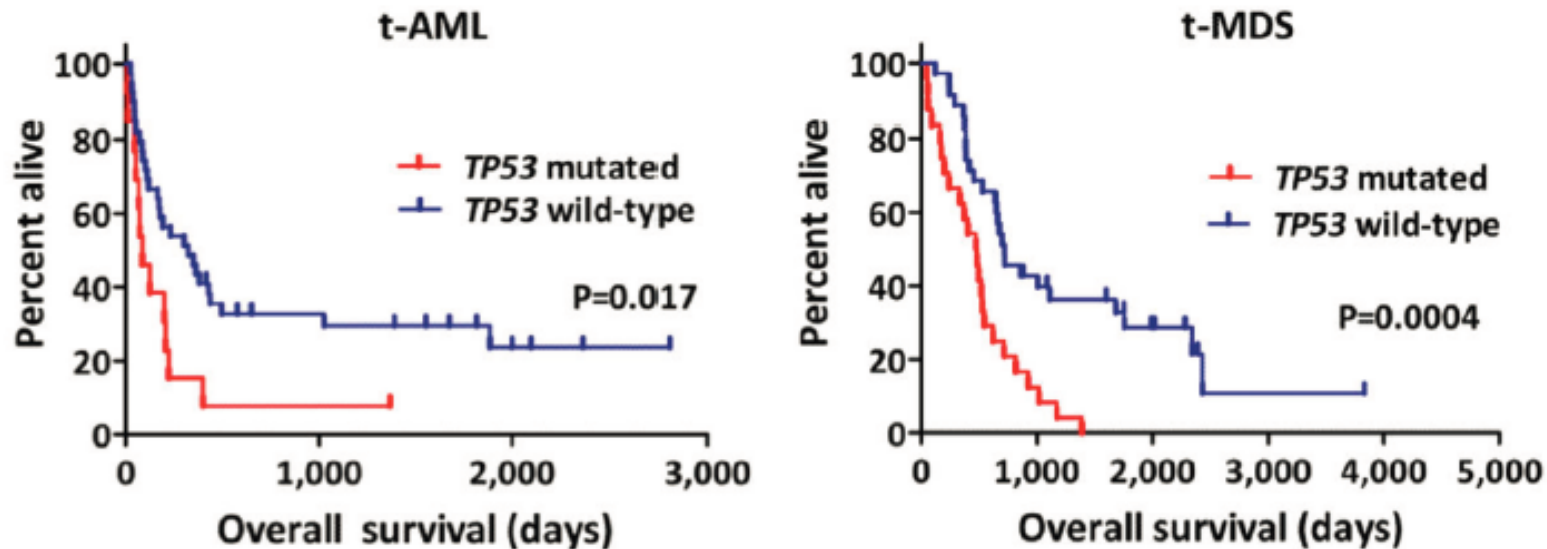 t-AML
Percent alive
100
80
60
40
20
0
TP53 mutated
TP53 wild-type
P=0.017
0 1,000 2,000 3,000
Overall survival (days)
t-MDS
Percent alive
100
80
60
40
20
0
TP53 mutated
TP53 wild-type
P=0.0004
0 1,000 2,000 3,000 4,000 5,000
Overall survival (days)